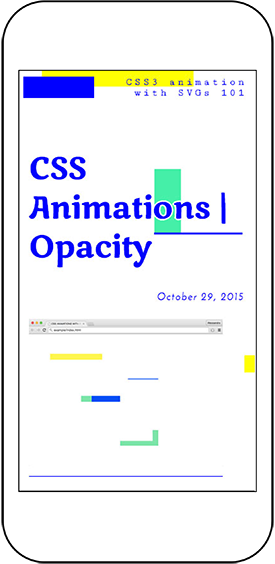 CSS3 animation
with SVGs 101
CSS
Animations |
Opacity
October 29, 2015